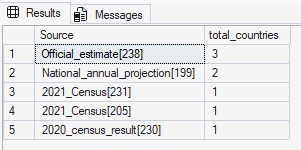 Results Messages
Source total_countries
1 Official_estimate[238] 3
2 National_annual_projection[199] 2
3 2021_Census[231] 1
4 2021_Census[205] 1
5 2020_census_result[230] 1